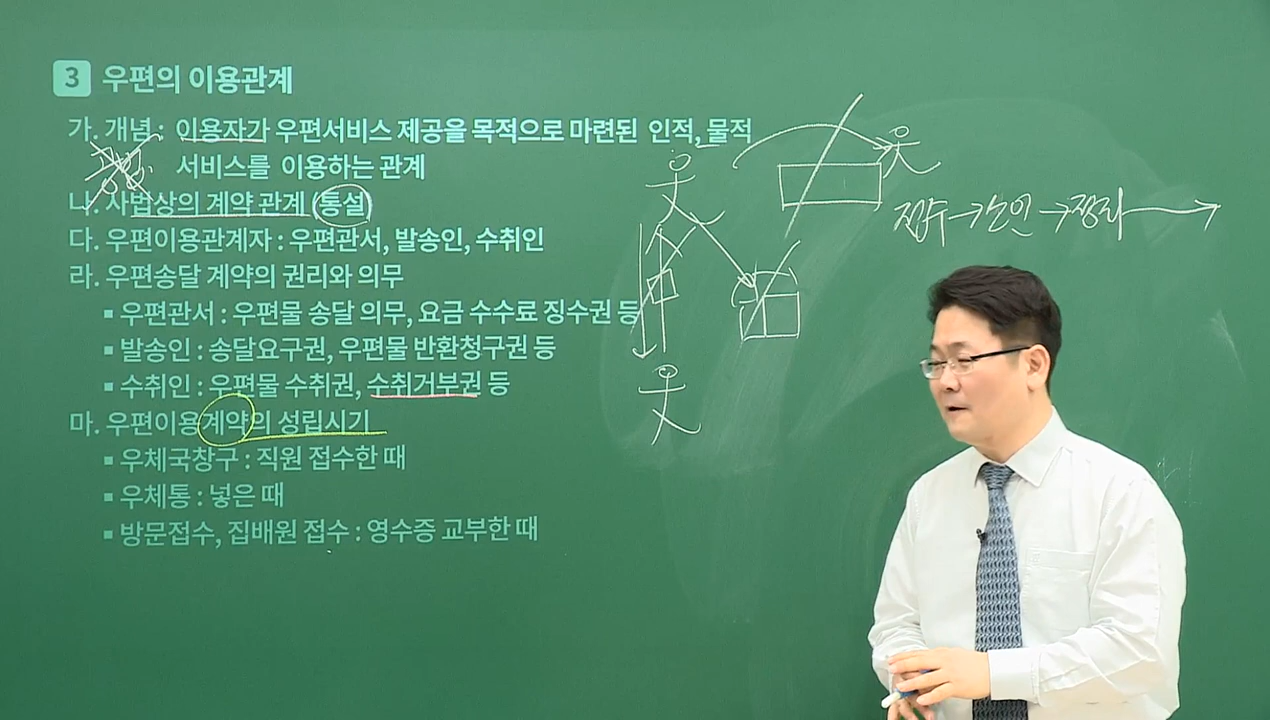 3 우편의 이용관계
가. 개념 : 이용자가 우편서비스 제공을 목적으로 마련된 인적, 물적
서비스를 이용하는 관계
나. 사법상의 계약 관계 (통설)
다. 우편이용관계자 : 우편관서, 발송인, 수취인
라. 우편송달 계약의 권리와 의무
▪ 우편관서 : 우편물 송달 의무, 요금 수수료 징수권 등
▪ 발송인 : 송달요구권, 우편물 반환청구권 등
▪ 수취인 : 우편물 수취권, 수취거부권 등
마. 우편이용계약의 성립시기
▪ 우체국창구 : 직원 접수한 때
▪ 우체통 : 넣은 때
▪ 방문접수, 집배원 접수 : 영수증 교부한 때
접수 → 소인 →